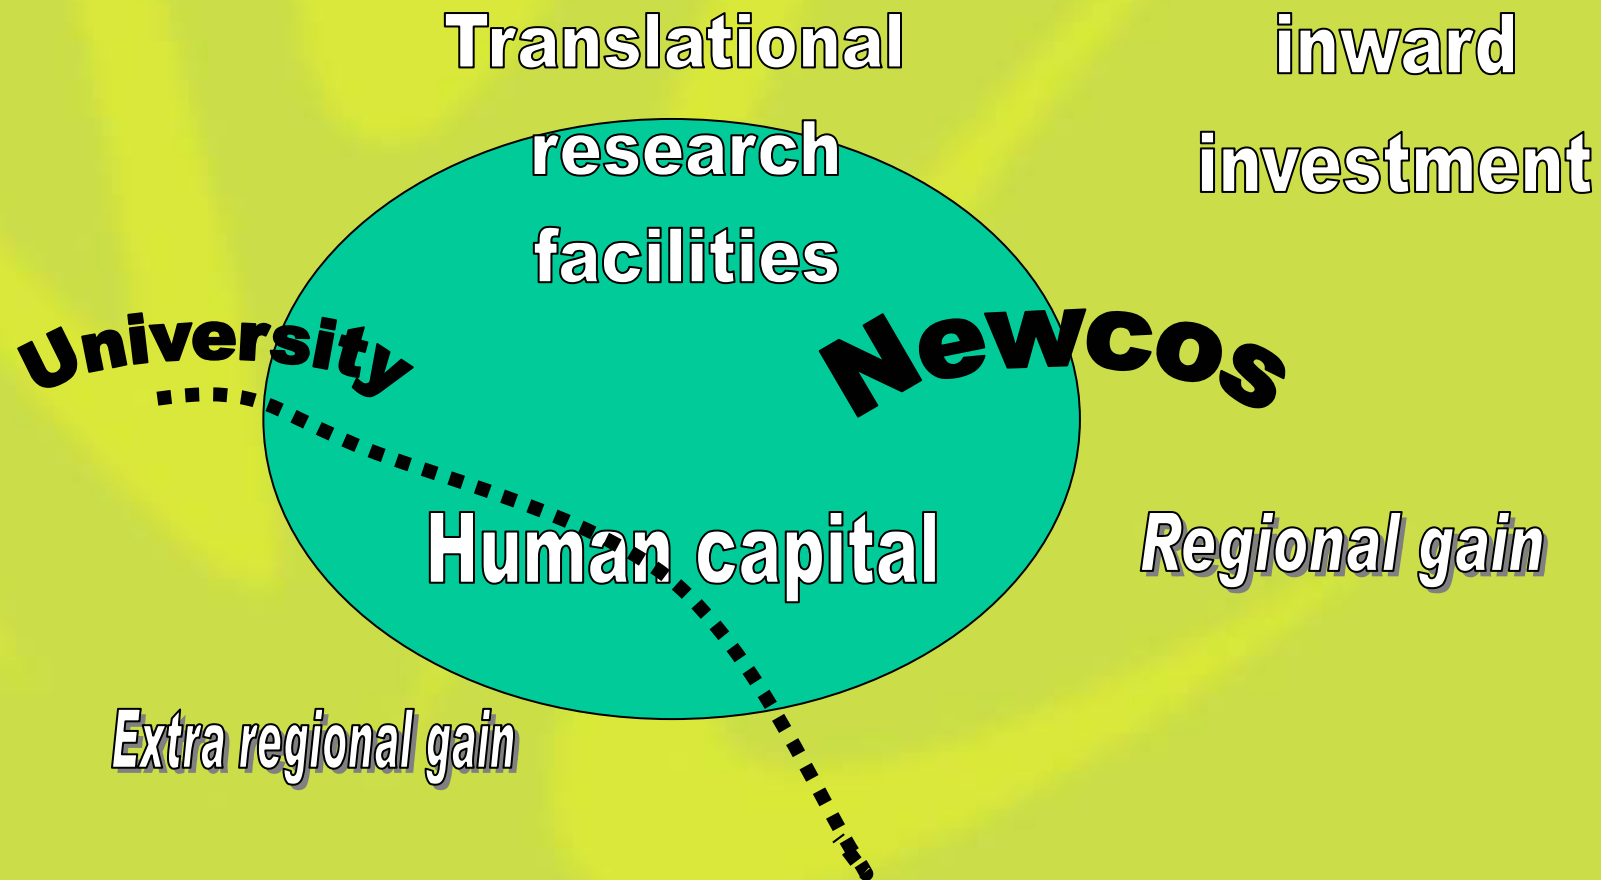 Translational
research
facilities
inward
investment
University
Newcos
Human capital
Regional gain
Extra regional gain